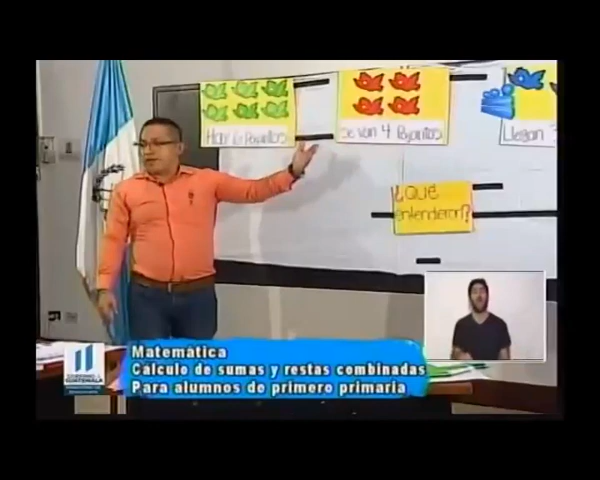 Hay 6 Pajaritos
Se van 4 Pajaritos
Llegan
¿Qué
entendieron?
Matemática
Cálculo de sumas y restas combinadas
Para alumnos de primero primaria
GUATEMALA